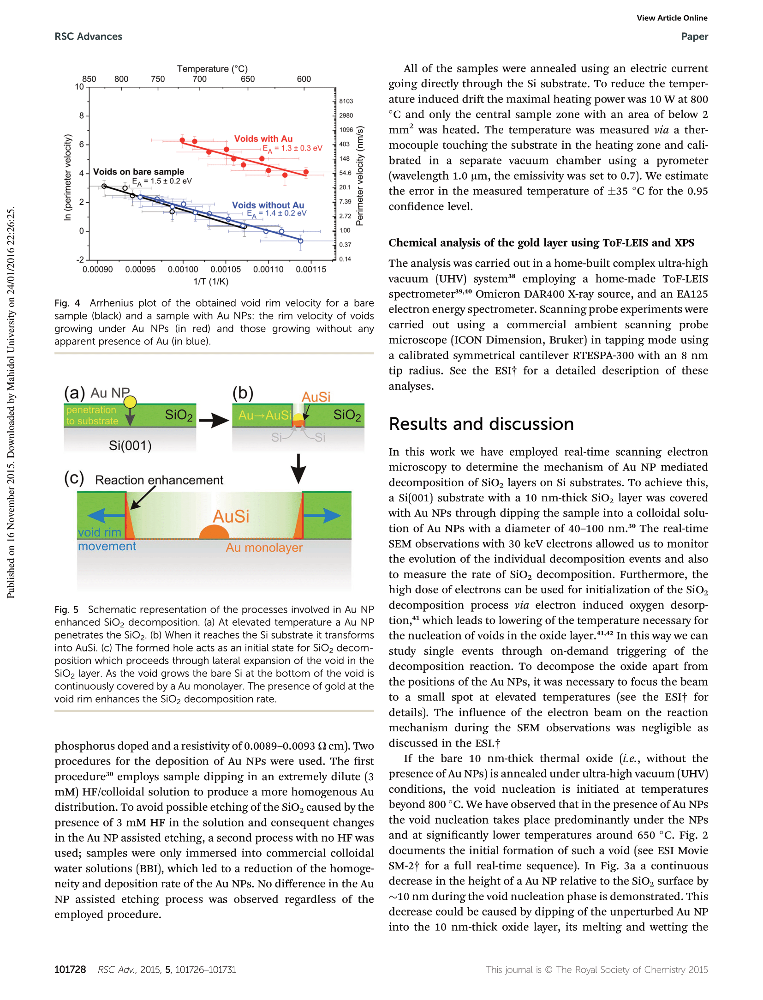 View Article Online
RSC Advances
Paper
Published on 16 November 2015. Downloaded by Mahidol University on 24/01/2016 22:26:25.
Temperature (°C)
850 800 750 700 650 600
10
8
6
4
2
0
-2
ln (perimeter velocity)
8103
2980
1096
403
148
54.6
20.1
7.39
2.72
1.00
0.37
0.14
Perimeter velocity (nm/s)
Voids with Au
E_A = 1.3 ± 0.3 eV
Voids on bare sample
E_A = 1.5 ± 0.2 eV
Voids without Au
E_A = 1.4 ± 0.2 eV
0.00090 0.00095 0.00100 0.00105 0.00110 0.00115
1/T (1/K)
Fig. 4 Arrhenius plot of the obtained void rim velocity for a bare
sample (black) and a sample with Au NPs: the rim velocity of voids
growing under Au NPs (in red) and those growing without any
apparent presence of Au (in blue).
(a) Au NP
penetration
to substrate
SiO₂
Si(001)
(b)
AuSi
Au→AuSi
SiO₂
Si Si
(c) Reaction enhancement
AuSi
void rim
movement
Au monolayer
Fig. 5 Schematic representation of the processes involved in Au NP
enhanced SiO₂ decomposition. (a) At elevated temperature a Au NP
penetrates the SiO₂. (b) When it reaches the Si substrate it transforms
into AuSi. (c) The formed hole acts as an initial state for SiO₂ decom-
position which proceeds through lateral expansion of the void in the
SiO₂ layer. As the void grows the bare Si at the bottom of the void is
continuously covered by a Au monolayer. The presence of gold at the
void rim enhances the SiO₂ decomposition rate.
phosphorus doped and a resistivity of 0.0089–0.0093 Ω cm). Two
procedures for the deposition of Au NPs were used. The first
procedure³⁰ employs sample dipping in an extremely dilute (3
mM) HF/colloidal solution to produce a more homogenous Au
distribution. To avoid possible etching of the SiO₂ caused by the
presence of 3 mM HF in the solution and consequent changes
in the Au NP assisted etching, a second process with no HF was
used; samples were only immersed into commercial colloidal
water solutions (BBI), which led to a reduction of the homoge-
neity and deposition rate of the Au NPs. No difference in the Au
NP assisted etching process was observed regardless of the
employed procedure.
All of the samples were annealed using an electric current
going directly through the Si substrate. To reduce the temper-
ature induced drift the maximal heating power was 10 W at 800
°C and only the central sample zone with an area of below 2
mm² was heated. The temperature was measured via a ther-
mocouple touching the substrate in the heating zone and cali-
brated in a separate vacuum chamber using a pyrometer
(wavelength 1.0 μm, the emissivity was set to 0.7). We estimate
the error in the measured temperature of ±35 °C for the 0.95
confidence level.
Chemical analysis of the gold layer using ToF-LEIS and XPS
The analysis was carried out in a home-built complex ultra-high
vacuum (UHV) system³⁸ employing a home-made ToF-LEIS
spectrometer³⁹,⁴⁰ Omicron DAR400 X-ray source, and an EA125
electron energy spectrometer. Scanning probe experiments were
carried out using a commercial ambient scanning probe
microscope (ICON Dimension, Bruker) in tapping mode using
a calibrated symmetrical cantilever RTESPA-300 with an 8 nm
tip radius. See the ESI† for a detailed description of these
analyses.
Results and discussion
In this work we have employed real-time scanning electron
microscopy to determine the mechanism of Au NP mediated
decomposition of SiO₂ layers on Si substrates. To achieve this,
a Si(001) substrate with a 10 nm-thick SiO₂ layer was covered
with Au NPs through dipping the sample into a colloidal solu-
tion of Au NPs with a diameter of 40–100 nm.³⁰ The real-time
SEM observations with 30 keV electrons allowed us to monitor
the evolution of the individual decomposition events and also
to measure the rate of SiO₂ decomposition. Furthermore, the
high dose of electrons can be used for initialization of the SiO₂
decomposition process via electron induced oxygen desorp-
tion,⁴¹ which leads to lowering of the temperature necessary for
the nucleation of voids in the oxide layer.⁴¹,⁴² In this way we can
study single events through on-demand triggering of the
decomposition reaction. To decompose the oxide apart from
the positions of the Au NPs, it was necessary to focus the beam
to a small spot at elevated temperatures (see the ESI† for
details). The influence of the electron beam on the reaction
mechanism during the SEM observations was negligible as
discussed in the ESI.†
If the bare 10 nm-thick thermal oxide (i.e., without the
presence of Au NPs) is annealed under ultra-high vacuum (UHV)
conditions, the void nucleation is initiated at temperatures
beyond 800 °C. We have observed that in the presence of Au NPs
the void nucleation takes place predominantly under the NPs
and at significantly lower temperatures around 650 °C. Fig. 2
documents the initial formation of such a void (see ESI Movie
SM-2† for a full real-time sequence). In Fig. 3a a continuous
decrease in the height of a Au NP relative to the SiO₂ surface by
~10 nm during the void nucleation phase is demonstrated. This
decrease could be caused by dipping of the unperturbed Au NP
into the 10 nm-thick oxide layer, its melting and wetting the
101728 | RSC Adv., 2015, 5, 101726–101731
This journal is © The Royal Society of Chemistry 2015